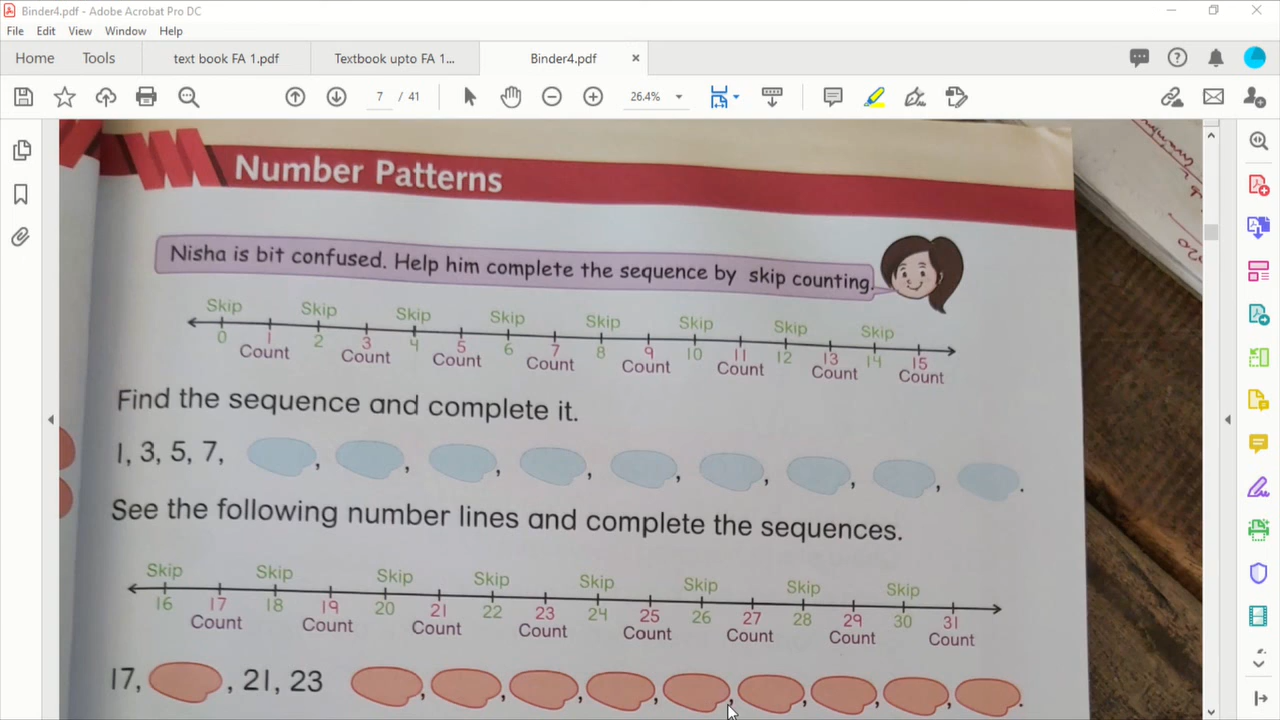 Binder4.pdf - Adobe Acrobat Pro DC
File Edit View Window Help
Home Tools text book FA 1.pdf Textbook upto FA 1... Binder4.pdf
7 / 41 26.4%
Number Patterns
Nisha is bit confused. Help him complete the sequence by skip counting.
Skip Skip Skip Skip Skip Skip Skip Skip
0 1 2 3 4 5 6 7 8 9 10 11 12 13 14 15
Count Count Count Count Count Count Count Count
Find the sequence and complete it.
1, 3, 5, 7, , , , , , , , , .
See the following number lines and complete the sequences.
Skip Skip Skip Skip Skip Skip Skip Skip
16 17 18 19 20 21 22 23 24 25 26 27 28 29 30 31
Count Count Count Count Count Count Count Count
17, , 21, 23 , , , , , , , , .